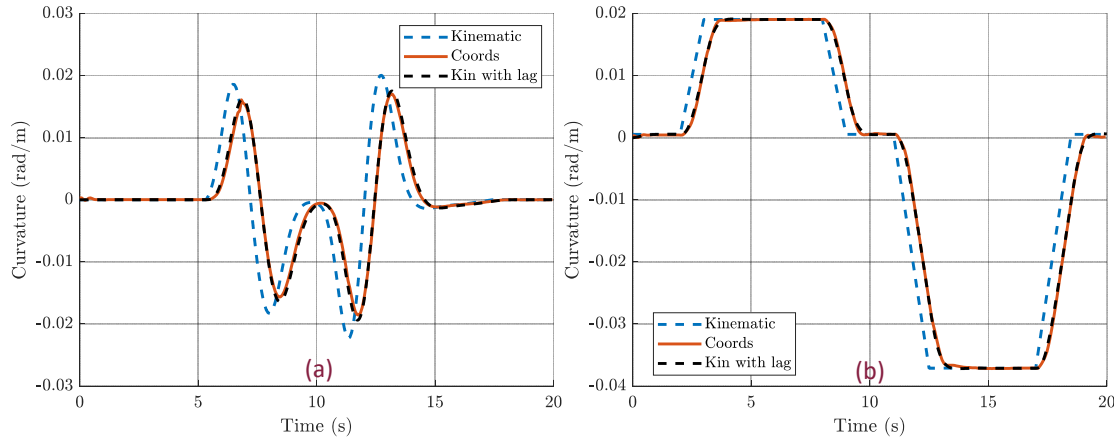 0.03
0.02
0.01
0
-0.01
-0.02
-0.03
Curvature (rad/m)
Kinematic
Coords
Kin with lag
(a)
0 5 10 15 20
Time (s)
0.02
0.01
0
-0.01
-0.02
-0.03
-0.04
Curvature (rad/m)
Kinematic
Coords
Kin with lag
(b)
0 5 10 15 20
Time (s)